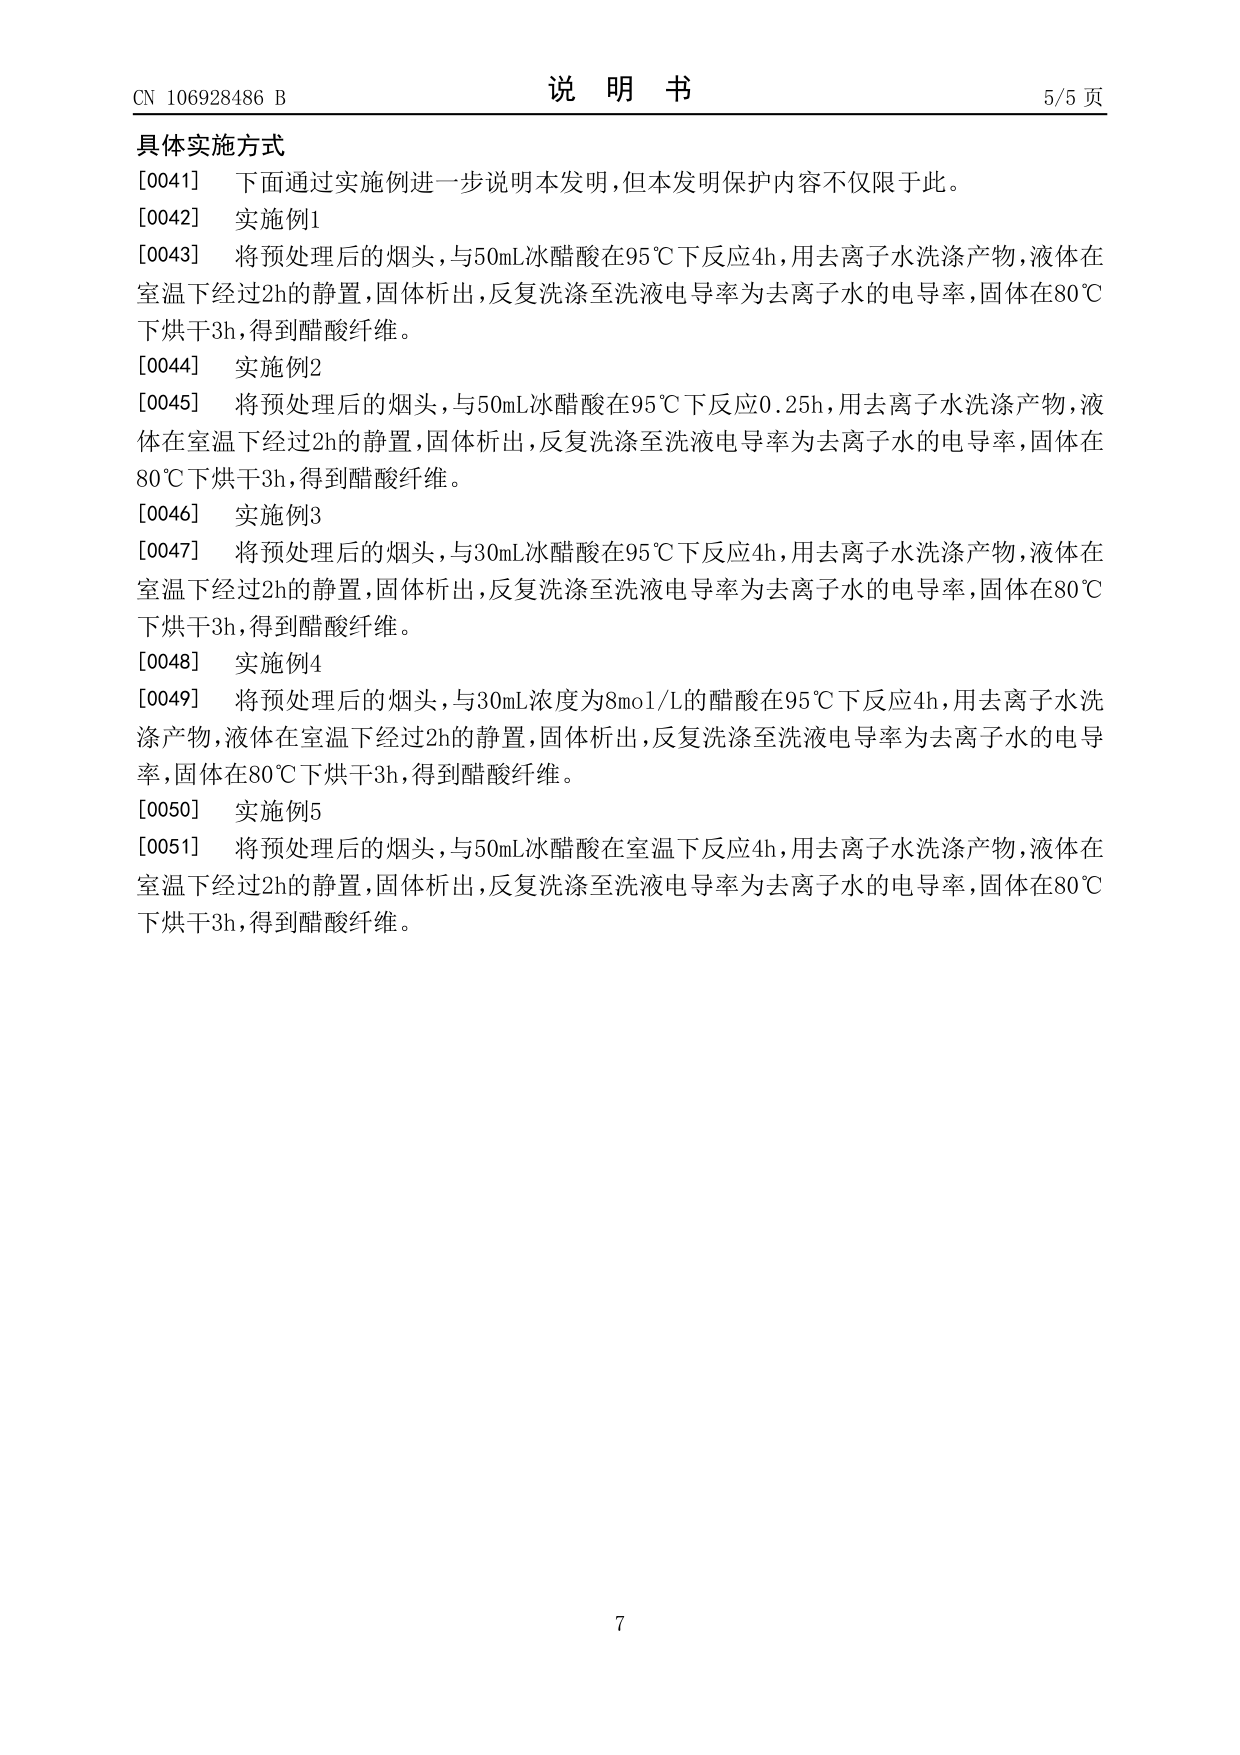 CN 106928486 B
说 明 书
5/5 页
具体实施方式
[0041] 下面通过实施例进一步说明本发明,但本发明保护内容不仅限于此。
[0042] 实施例1
[0043] 将预处理后的烟头,与50mL冰醋酸在95℃下反应4h,用去离子水洗涤产物,液体在
室温下经过2h的静置,固体析出,反复洗涤至洗液电导率为去离子水的电导率,固体在80℃
下烘干3h,得到醋酸纤维。
[0044] 实施例2
[0045] 将预处理后的烟头,与50mL冰醋酸在95℃下反应0.25h,用去离子水洗涤产物,液
体在室温下经过2h的静置,固体析出,反复洗涤至洗液电导率为去离子水的电导率,固体在
80℃下烘干3h,得到醋酸纤维。
[0046] 实施例3
[0047] 将预处理后的烟头,与30mL冰醋酸在95℃下反应4h,用去离子水洗涤产物,液体在
室温下经过2h的静置,固体析出,反复洗涤至洗液电导率为去离子水的电导率,固体在80℃
下烘干3h,得到醋酸纤维。
[0048] 实施例4
[0049] 将预处理后的烟头,与30mL浓度为8mol/L的醋酸在95℃下反应4h,用去离子水洗
涤产物,液体在室温下经过2h的静置,固体析出,反复洗涤至洗液电导率为去离子水的电导
率,固体在80℃下烘干3h,得到醋酸纤维。
[0050] 实施例5
[0051] 将预处理后的烟头,与50mL冰醋酸在室温下反应4h,用去离子水洗涤产物,液体在
室温下经过2h的静置,固体析出,反复洗涤至洗液电导率为去离子水的电导率,固体在80℃
下烘干3h,得到醋酸纤维。
7